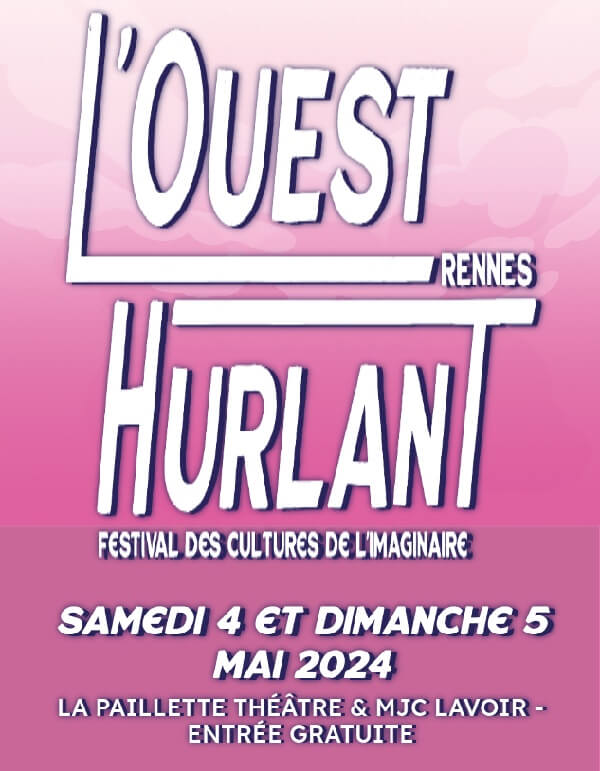 L'OUEST
RENNES
HURLANT
FESTIVAL DES CULTURES DE L'IMAGINAIRE
SAMEDI 4 ET DIMANCHE 5
MAI 2024
LA PAILLETTE THÉÂTRE & MJC LAVOIR -
ENTRÉE GRATUITE